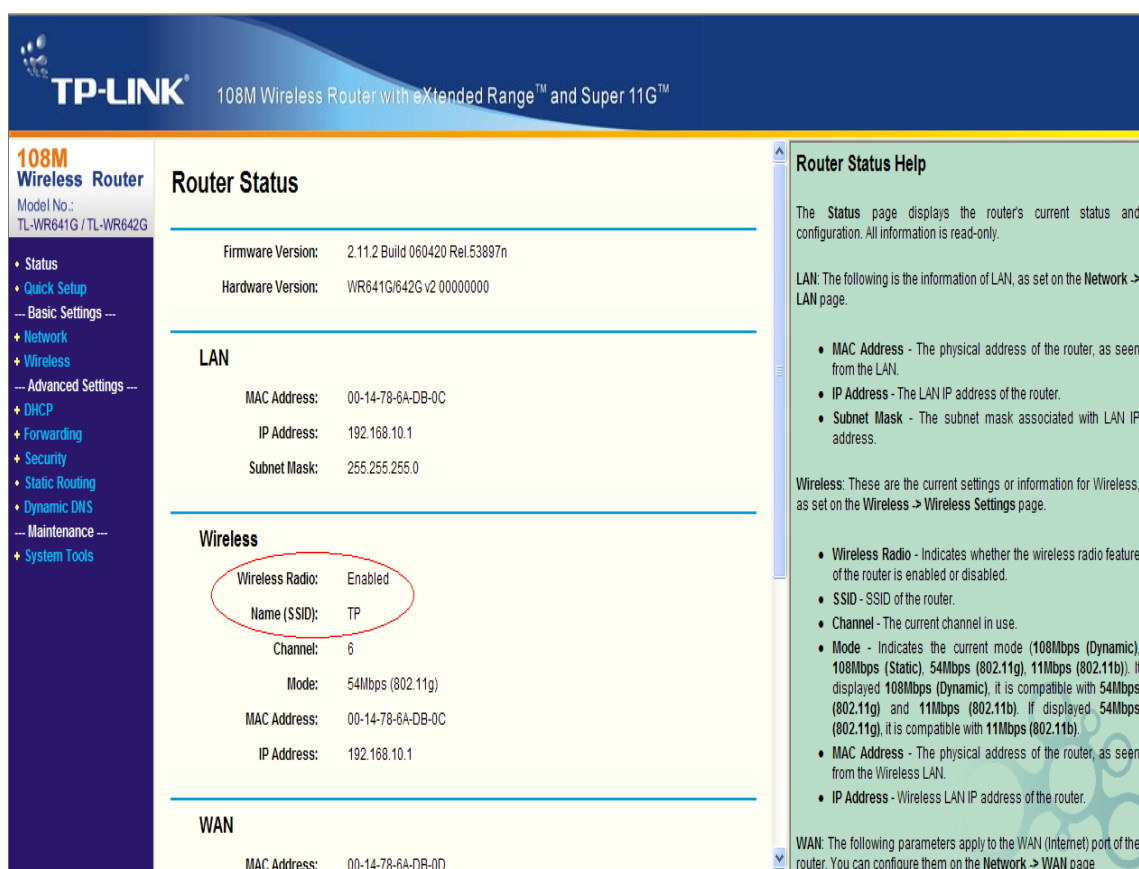 TP-LINK® 108M Wireless Router with eXtended Range™ and Super 11G™
108M
Wireless Router
Model No.:
TL-WR641G / TL-WR642G
• Status
• Quick Setup
--- Basic Settings ---
+ Network
+ Wireless
--- Advanced Settings ---
+ DHCP
+ Forwarding
+ Security
• Static Routing
• Dynamic DNS
--- Maintenance ---
+ System Tools
Router Status
Firmware Version: 2.11.2 Build 060420 Rel.53897n
Hardware Version: WR641G/642G v2 00000000
LAN
MAC Address: 00-14-78-6A-DB-0C
IP Address: 192.168.10.1
Subnet Mask: 255.255.255.0
Wireless
Wireless Radio: Enabled
Name (SSID): TP
Channel: 6
Mode: 54Mbps (802.11g)
MAC Address: 00-14-78-6A-DB-0C
IP Address: 192.168.10.1
WAN
MAC Address: 00-14-78-6A-DB-0D
Router Status Help
The Status page displays the router's current status and
configuration. All information is read-only.
LAN: The following is the information of LAN, as set on the Network ->
LAN page.
• MAC Address - The physical address of the router, as seen
from the LAN.
• IP Address - The LAN IP address of the router.
• Subnet Mask - The subnet mask associated with LAN IP
address.
Wireless: These are the current settings or information for Wireless,
as set on the Wireless -> Wireless Settings page.
• Wireless Radio - Indicates whether the wireless radio feature
of the router is enabled or disabled.
• SSID - SSID of the router.
• Channel - The current channel in use.
• Mode - Indicates the current mode (108Mbps (Dynamic),
108Mbps (Static), 54Mbps (802.11g), 11Mbps (802.11b)). If
displayed 108Mbps (Dynamic), it is compatible with 54Mbps
(802.11g) and 11Mbps (802.11b). If displayed 54Mbps
(802.11g), it is compatible with 11Mbps (802.11b).
• MAC Address - The physical address of the router, as seen
from the Wireless LAN.
• IP Address - Wireless LAN IP address of the router.
WAN: The following parameters apply to the WAN (Internet) port of the
router. You can configure them on the Network -> WAN page